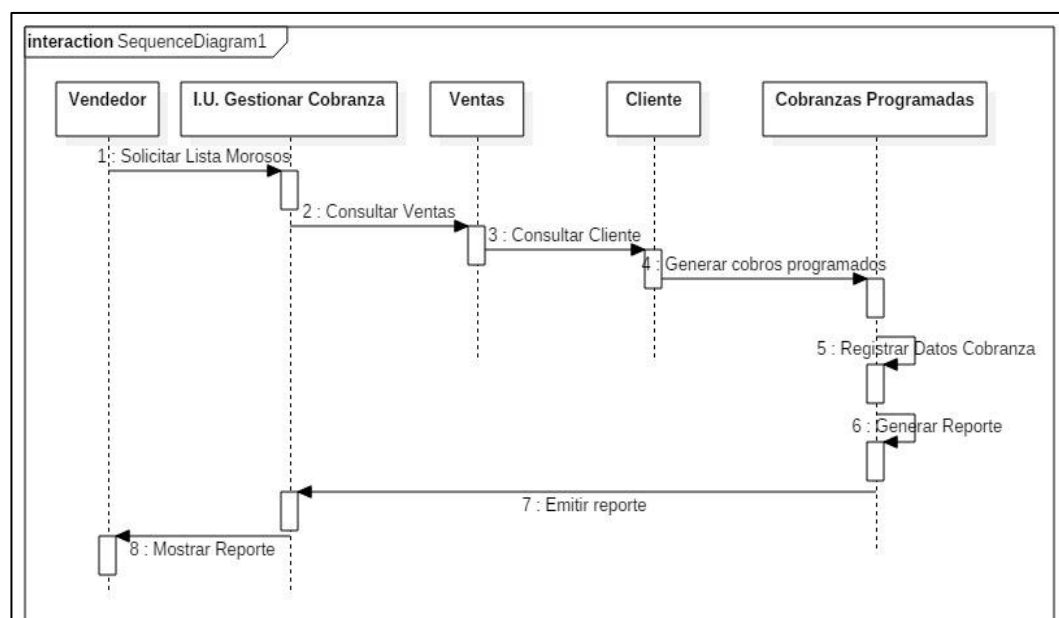 interaction SequenceDiagram1
Vendedor
I.U. Gestionar Cobranza
Ventas
Cliente
Cobranzas Programadas
1 : Solicitar Lista Morosos
2 : Consultar Ventas
3 : Consultar Cliente
4 : Generar cobros programados
5 : Registrar Datos Cobranza
6 : Generar Reporte
7 : Emitir reporte
8 : Mostrar Reporte